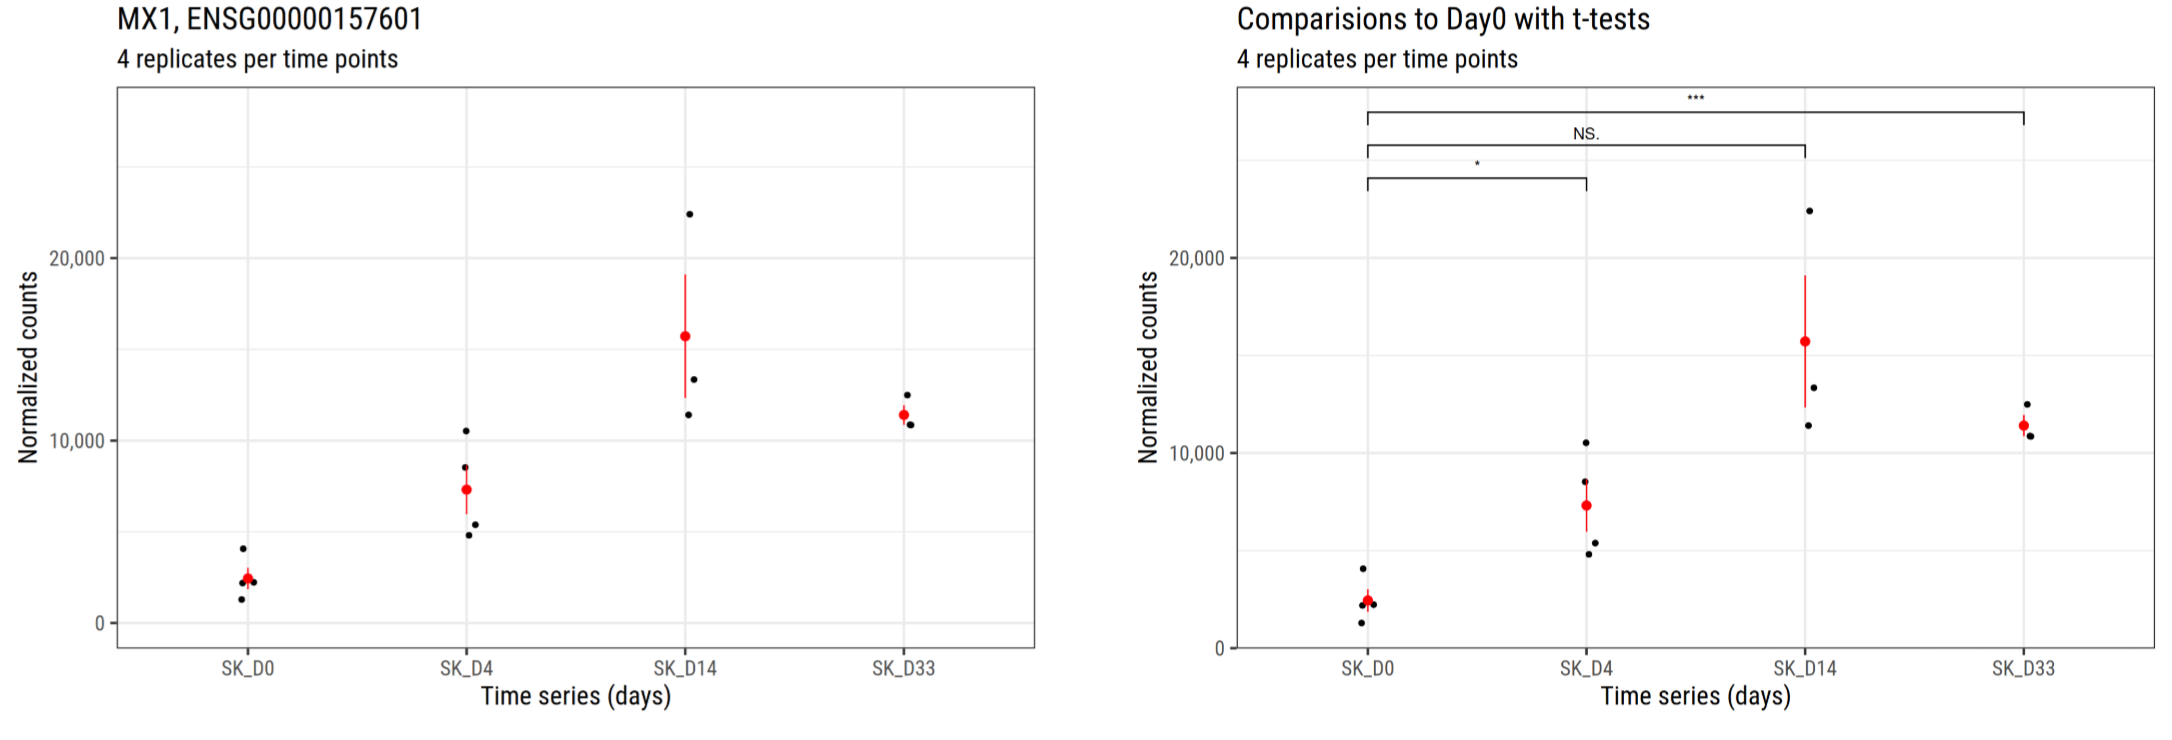 MX1, ENSG00000157601
4 replicates per time points
Normalized counts
20,000
10,000
0
SK_D0 SK_D4 SK_D14 SK_D33
Time series (days)
Comparisions to Day0 with t-tests
4 replicates per time points
***
NS.
*
Normalized counts
20,000
10,000
0
SK_D0 SK_D4 SK_D14 SK_D33
Time series (days)